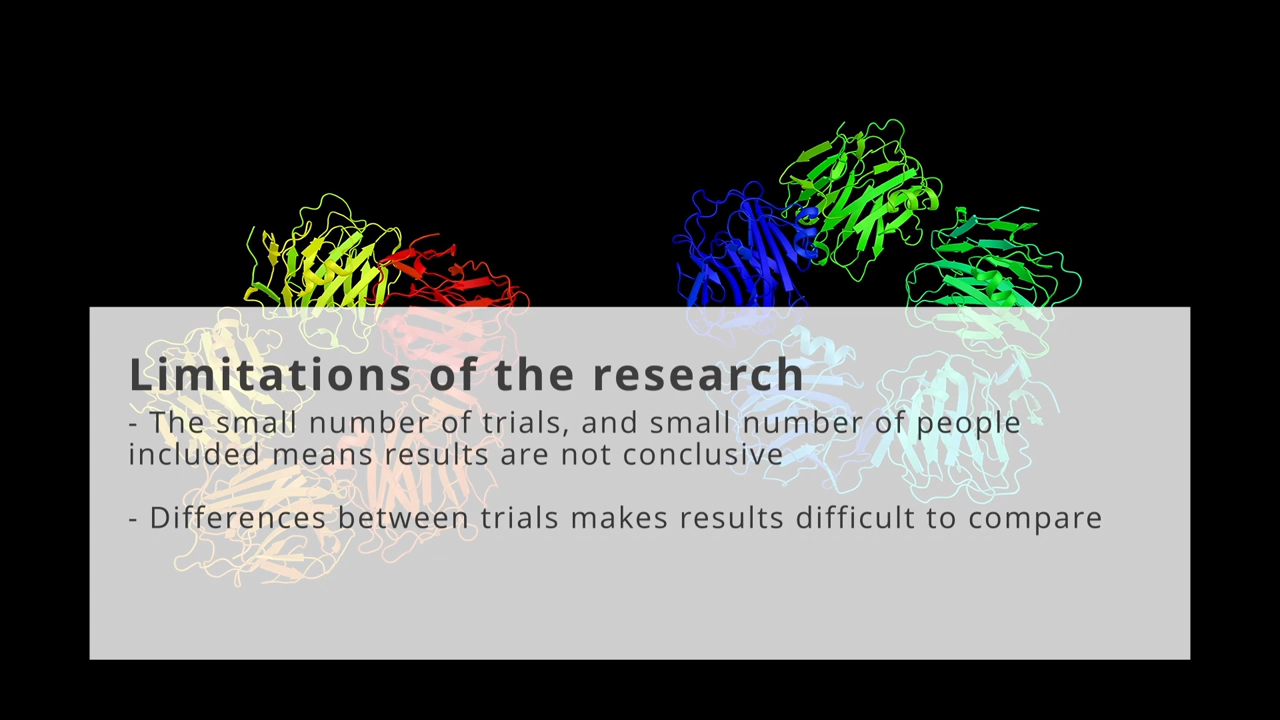 Limitations of the research
- The small number of trials, and small number of people
included means results are not conclusive
- Differences between trials makes results difficult to compare